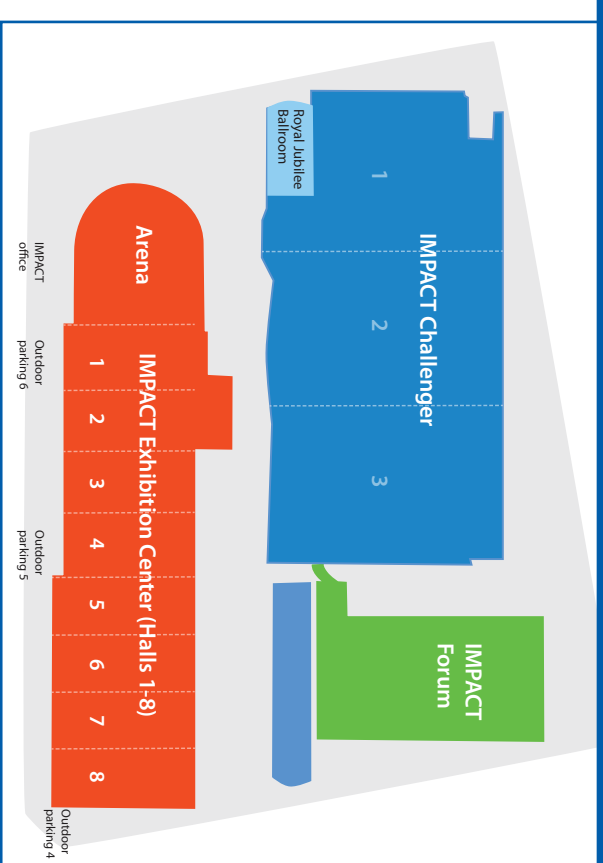 IMPACT Challenger
1
2
3
Royal Jubilee
Ballroom
IMPACT
Forum
Arena
IMPACT Exhibition Center (Halls 1-8)
1
2
3
4
5
6
7
8
IMPACT
office
Outdoor
parking 6
Outdoor
parking 5
Outdoor
parking 4